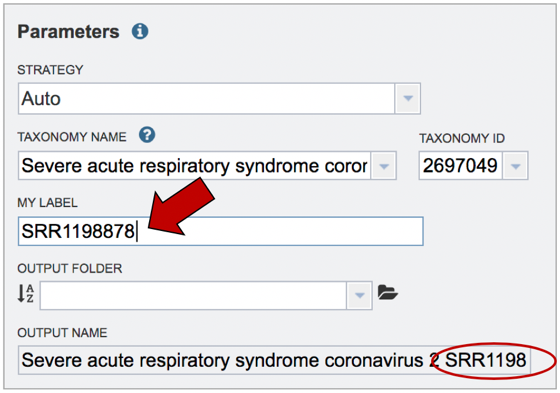 Parameters
STRATEGY
Auto
TAXONOMY NAME TAXONOMY ID
Severe acute respiratory syndrome coror 2697049
MY LABEL
SRR1198878
OUTPUT FOLDER
OUTPUT NAME
Severe acute respiratory syndrome coronavirus 2 SRR1198